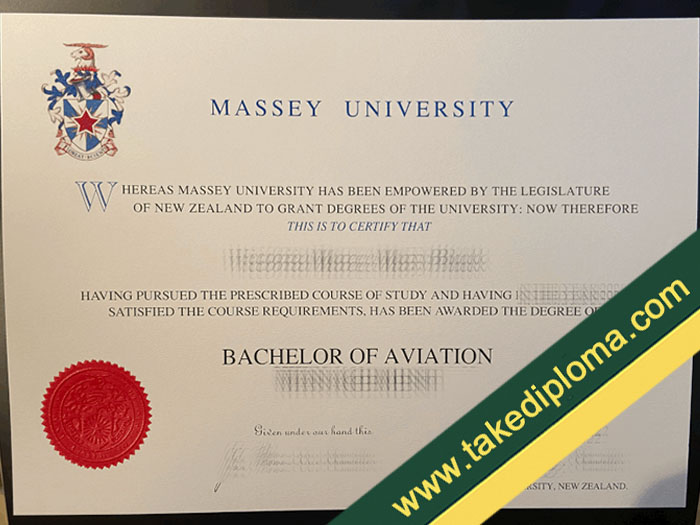 MASSEY UNIVERSITY
WHEREAS MASSEY UNIVERSITY HAS BEEN EMPOWERED BY THE LEGISLATURE
OF NEW ZEALAND TO GRANT DEGREES OF THE UNIVERSITY: NOW THEREFORE
THIS IS TO CERTIFY THAT
HAVING PURSUED THE PRESCRIBED COURSE OF STUDY AND HAVING IN THE YEAR
SATISFIED THE COURSE REQUIREMENTS, HAS BEEN AWARDED THE DEGREE
BACHELOR OF AVIATION
Given under our hand this
NEW ZEALAND.
www.takediploma.com